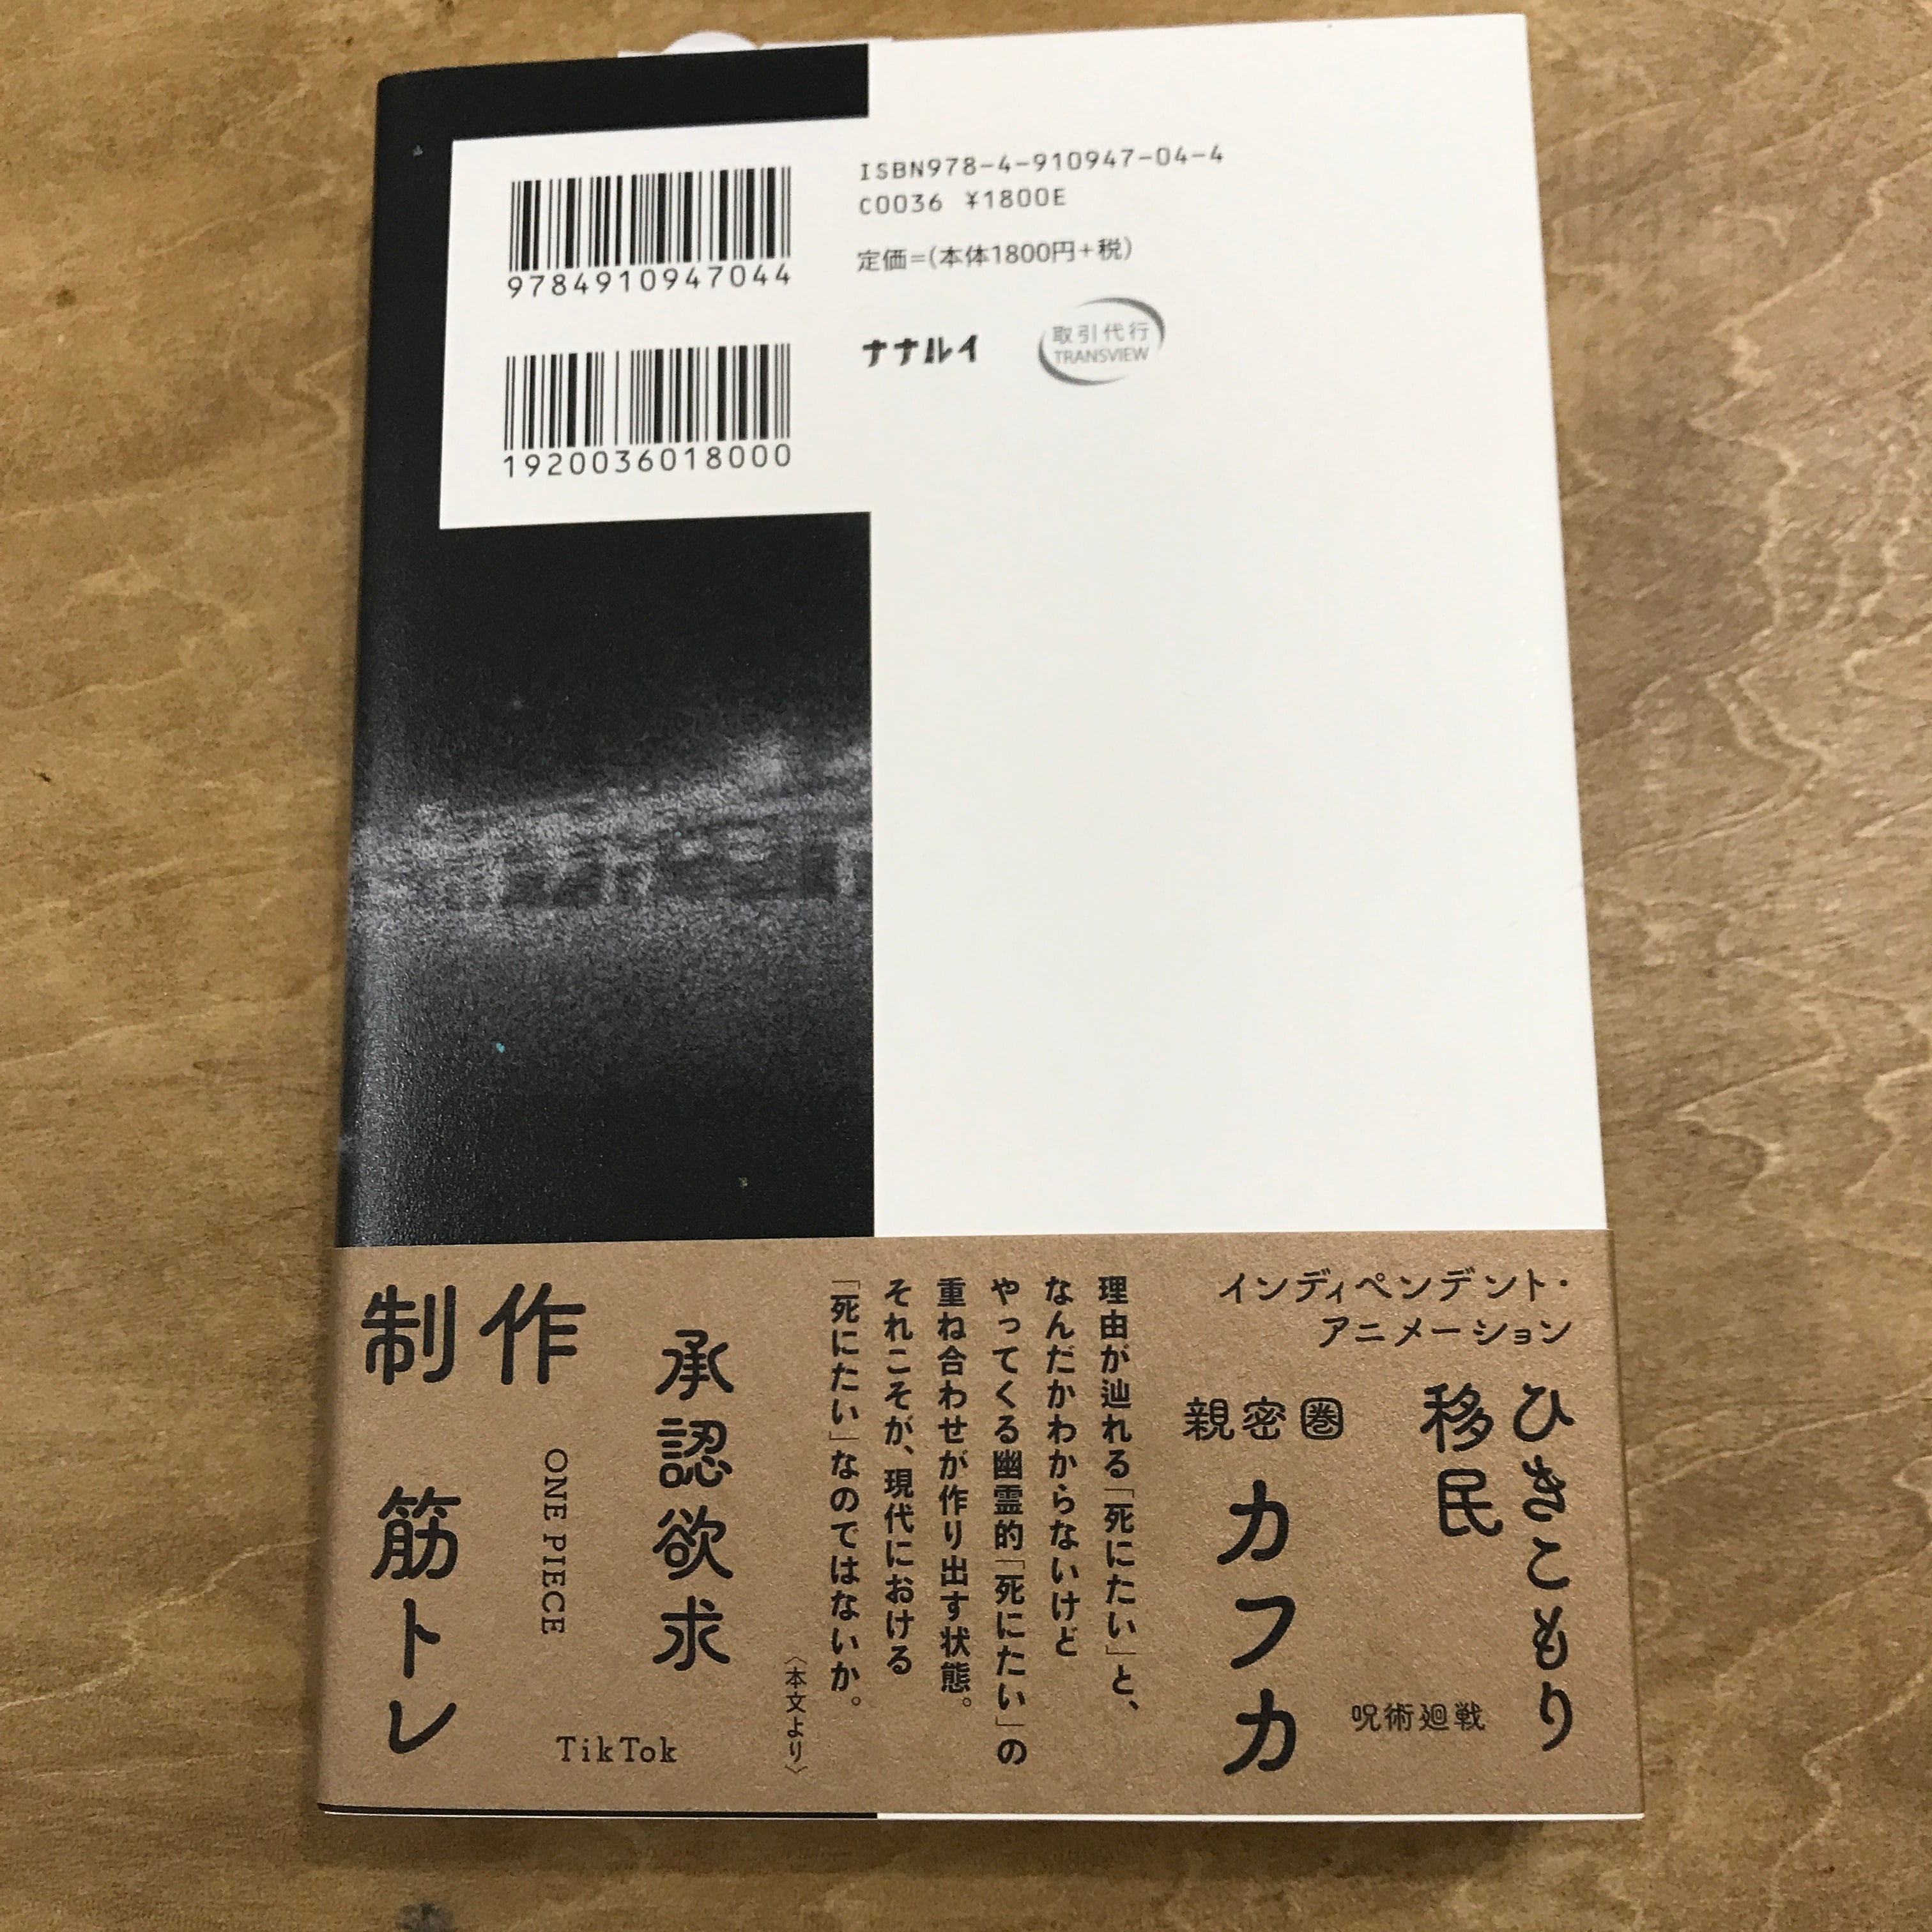 9784910947044
1920036018000
ISBN978-4-910947-04-4
C0036 ¥1800E
定価=(本体1800円+税)
ナナルイ
取引代行
TRANSVIEW
インディペンデント・
アニメーション
ひきこもり
移民
呪術廻戦
親密圏
カフカ
理由が辿れる「死にたい」と、
なんだかわからないけど
やってくる幽霊的「死にたい」の
重ね合わせが作り出す状態。
それこそが、現代における
「死にたい」なのではないか。
〈本文より〉
承認欲求
制作
ONE PIECE
筋トレ
TikTok